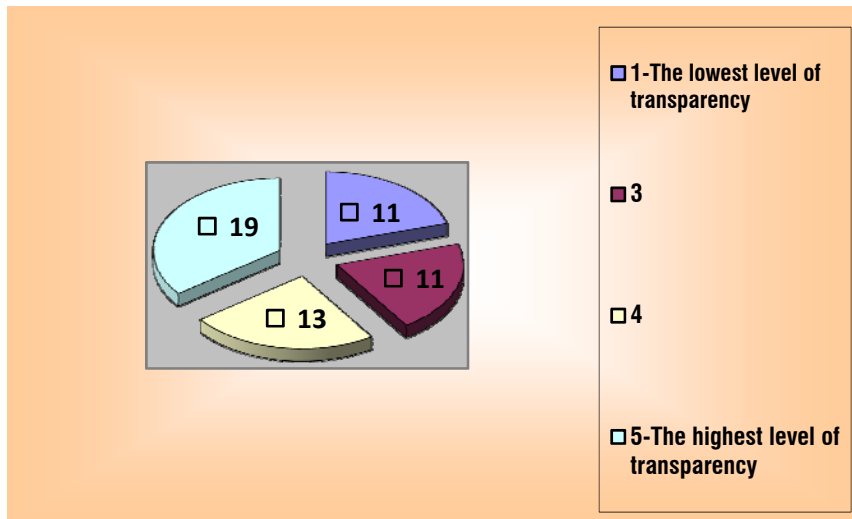 19
11
11
13
1-The lowest level of
transparency
3
4
5-The highest level of
transparency